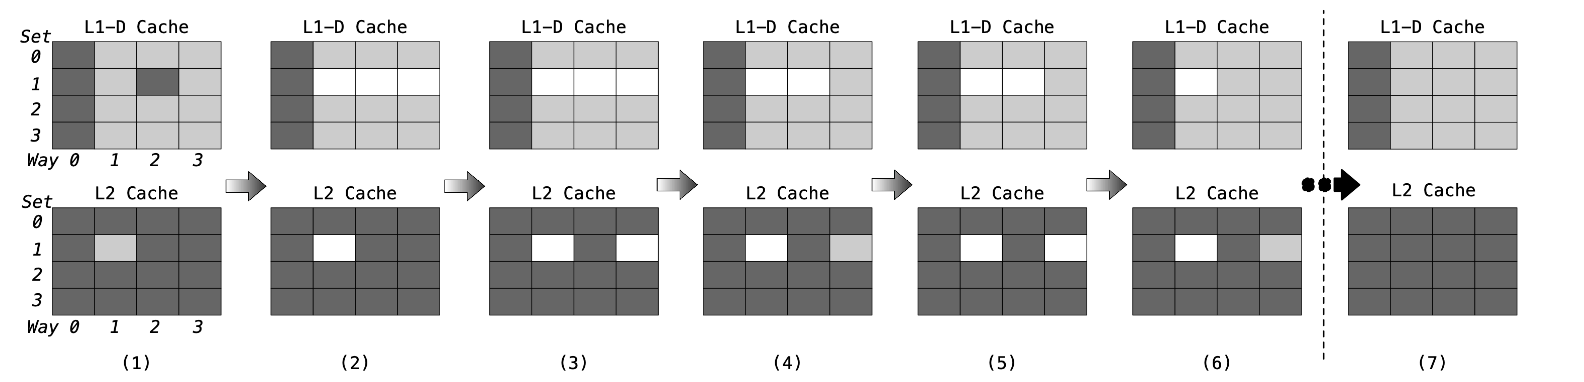 L1–D Cache L1–D Cache L1–D Cache L1–D Cache L1–D Cache L1–D Cache L1–D Cache
Set
0
1
2
3
Way 0 1 2 3
L2 Cache L2 Cache L2 Cache L2 Cache L2 Cache L2 Cache L2 Cache
Set
0
1
2
3
Way 0 1 2 3
(1) (2) (3) (4) (5) (6) (7)